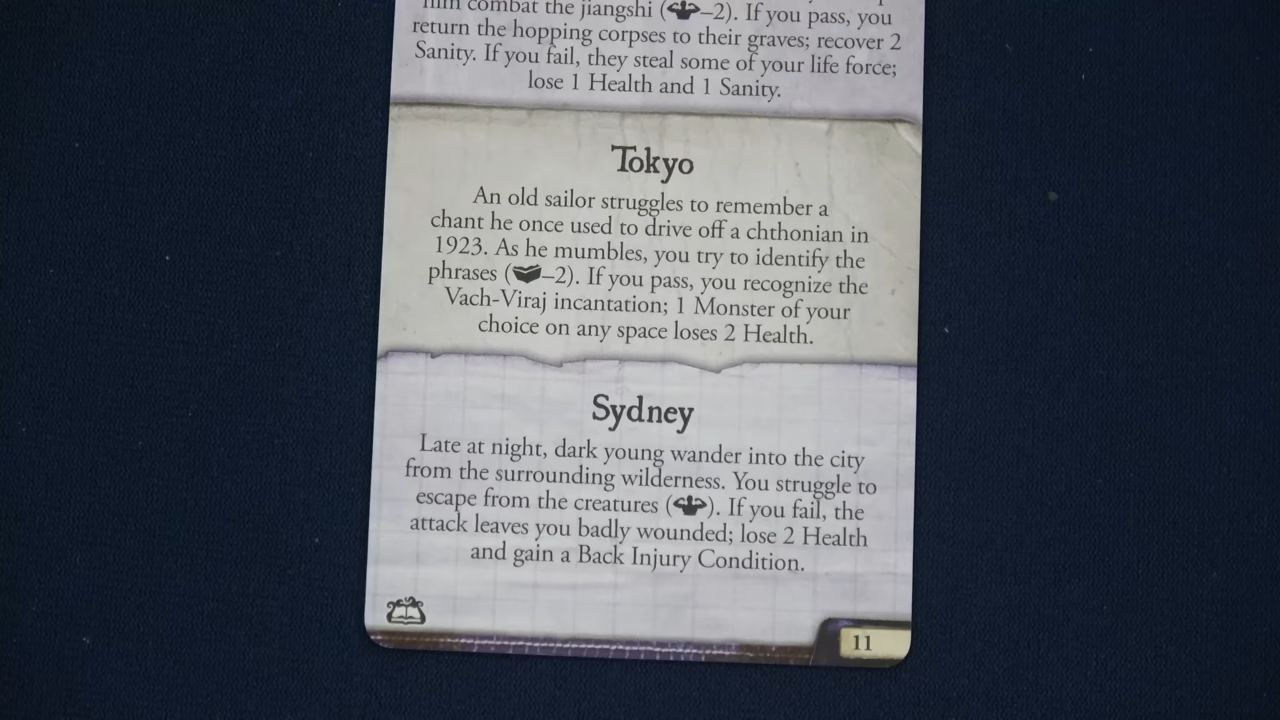 him combat the jiangshi (–2). If you pass, you
return the hopping corpses to their graves; recover 2
Sanity. If you fail, they steal some of your life force;
lose 1 Health and 1 Sanity.
Tokyo
An old sailor struggles to remember a
chant he once used to drive off a chthonian in
1923. As he mumbles, you try to identify the
phrases (–2). If you pass, you recognize the
Vach-Viraj incantation; 1 Monster of your
choice on any space loses 2 Health.
Sydney
Late at night, dark young wander into the city
from the surrounding wilderness. You struggle to
escape from the creatures (). If you fail, the
attack leaves you badly wounded; lose 2 Health
and gain a Back Injury Condition.
11